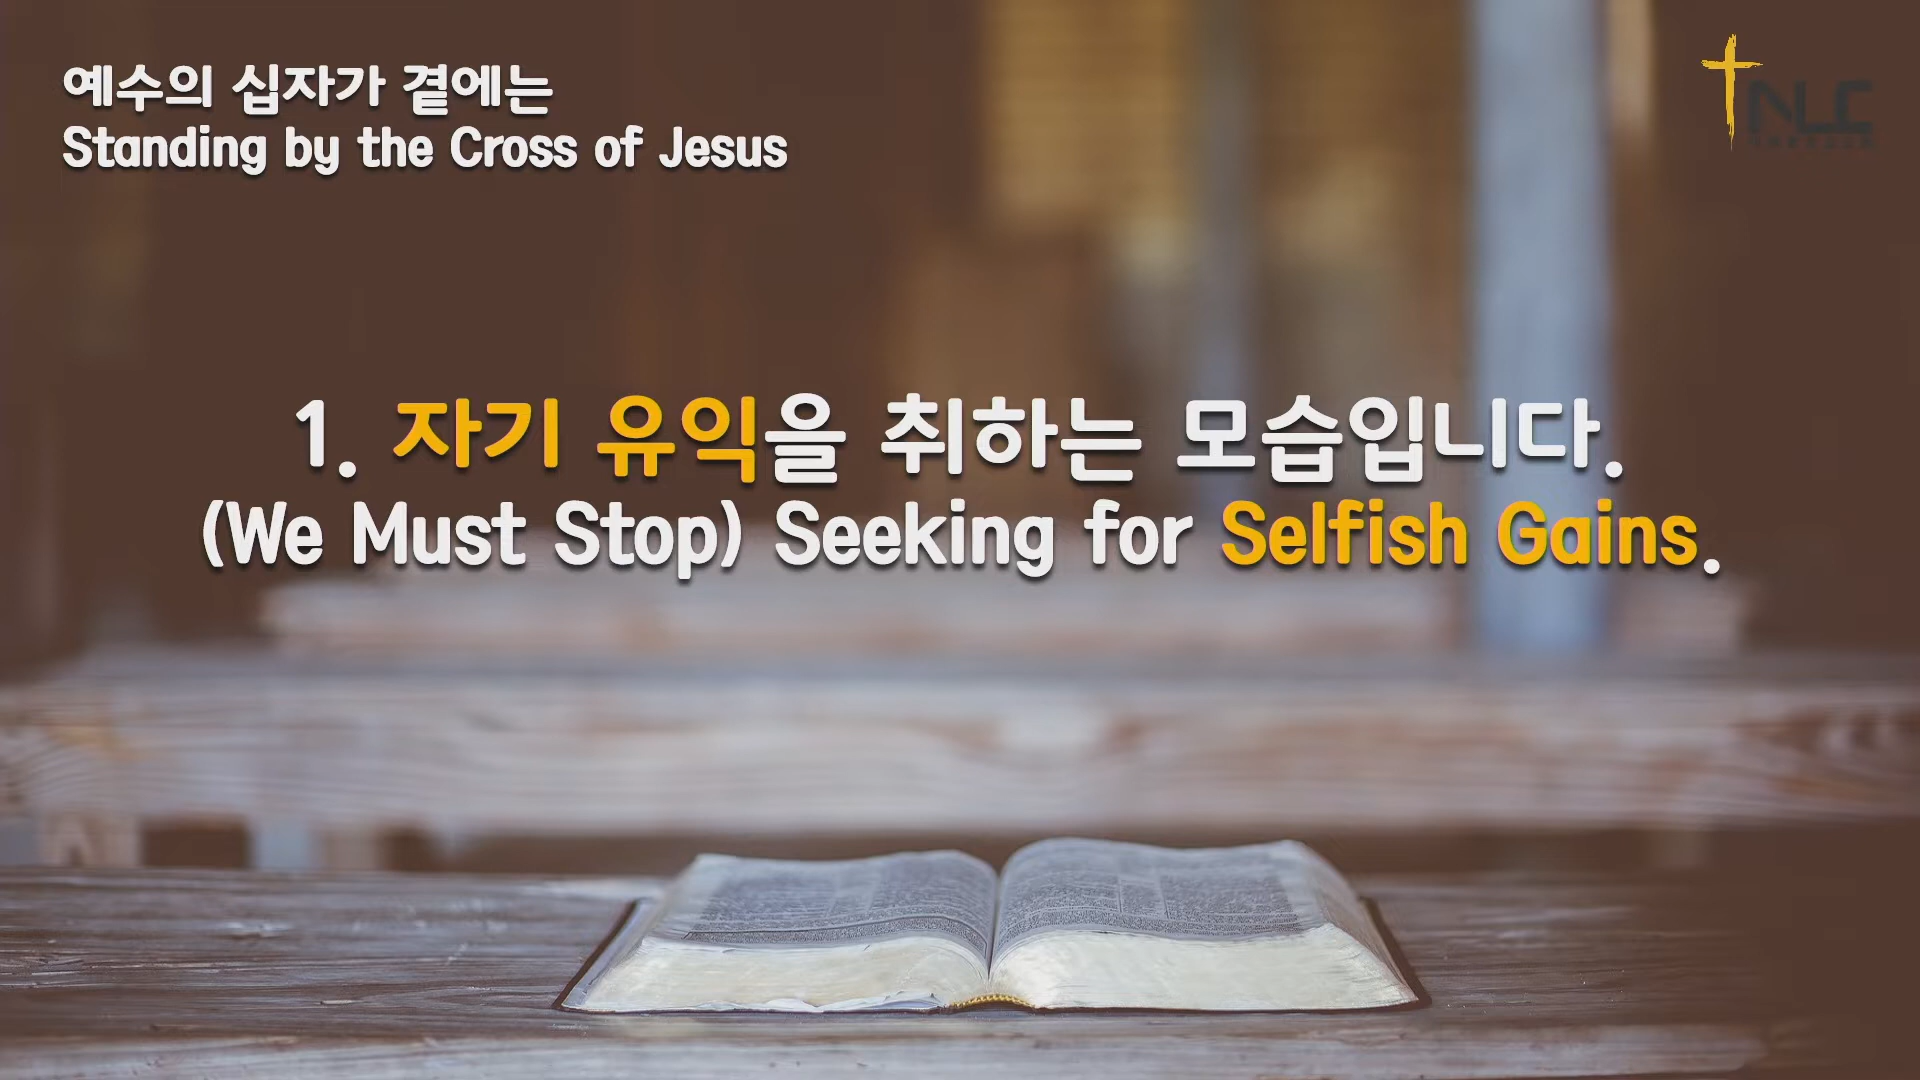 예수의 십자가 곁에는
Standing by the Cross of Jesus
NLC
1. 자기 유익을 취하는 모습입니다.
(We Must Stop) Seeking for Selfish Gains.